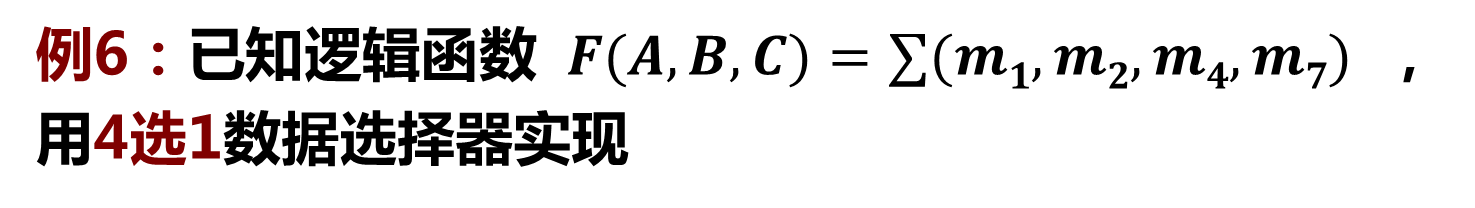 例6：已知逻辑函数 F(A, B, C) = ∑(m₁, m₂, m₄, m₇) ，
用4选1数据选择器实现